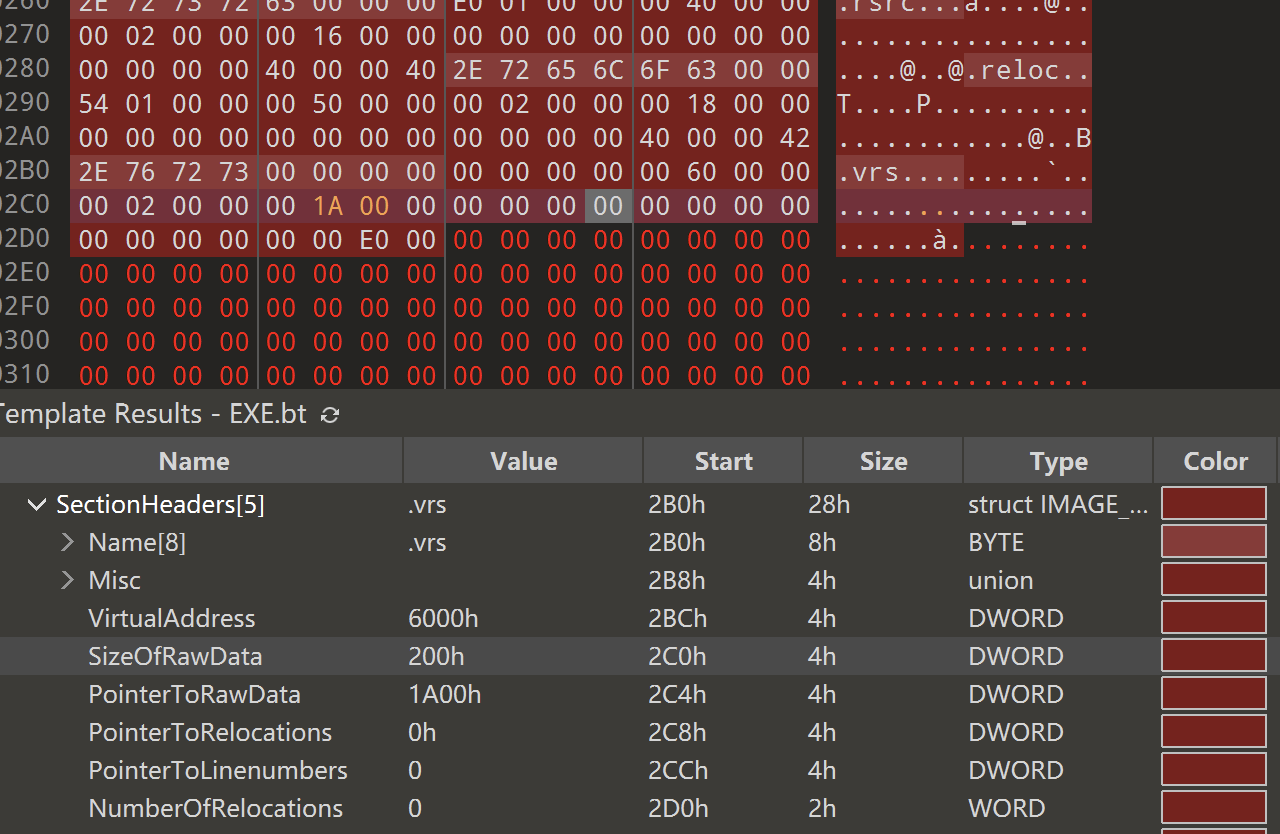 0260 2E 72 73 72 63 00 00 00 E0 01 00 00 00 40 00 00 .rsrc...à....@..
0270 00 02 00 00 00 16 00 00 00 00 00 00 00 00 00 00 ................
0280 00 00 00 00 40 00 00 40 2E 72 65 6C 6F 63 00 00 ....@..@.reloc..
0290 54 01 00 00 00 50 00 00 00 02 00 00 00 18 00 00 T....P..........
02A0 00 00 00 00 00 00 00 00 00 00 00 00 40 00 00 42 ............@..B
02B0 2E 76 72 73 00 00 00 00 00 00 00 00 00 60 00 00 .vrs.........`..
02C0 00 02 00 00 00 1A 00 00 00 00 00 00 00 00 00 00 ................
02D0 00 00 00 00 00 00 E0 00 00 00 00 00 00 00 00 00 ......à.........
02E0 00 00 00 00 00 00 00 00 00 00 00 00 00 00 00 00 ................
02F0 00 00 00 00 00 00 00 00 00 00 00 00 00 00 00 00 ................
0300 00 00 00 00 00 00 00 00 00 00 00 00 00 00 00 00 ................
0310 00 00 00 00 00 00 00 00 00 00 00 00 00 00 00 00 ................
Template Results - EXE.bt
Name Value Start Size Type Color
SectionHeaders[5] .vrs 2B0h 28h struct IMAGE_...
Name[8] .vrs 2B0h 8h BYTE
Misc 2B8h 4h union
VirtualAddress 6000h 2BCh 4h DWORD
SizeOfRawData 200h 2C0h 4h DWORD
PointerToRawData 1A00h 2C4h 4h DWORD
PointerToRelocations 0h 2C8h 4h DWORD
PointerToLinenumbers 0 2CCh 4h DWORD
NumberOfRelocations 0 2D0h 2h WORD